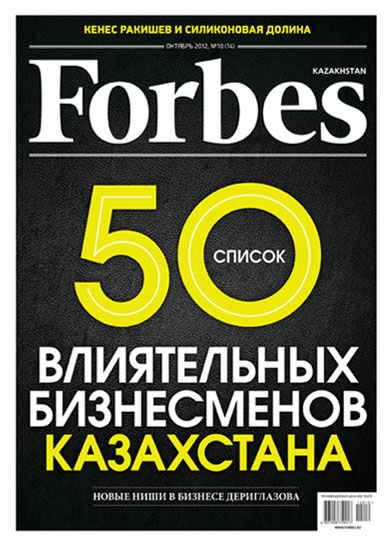 КЕНЕС РАКИШЕВ И СИЛИКОНОВАЯ ДОЛИНА
ОКТЯБРЬ 2012, №10 (14)
KAZAKHSTAN
Forbes
50
СПИСОК
ВЛИЯТЕЛЬНЫХ
БИЗНЕСМЕНОВ
КАЗАХСТАНА
НОВЫЕ НИШИ В БИЗНЕСЕ ДЕРИГЛАЗОВА
WWW.FORBES.KZ